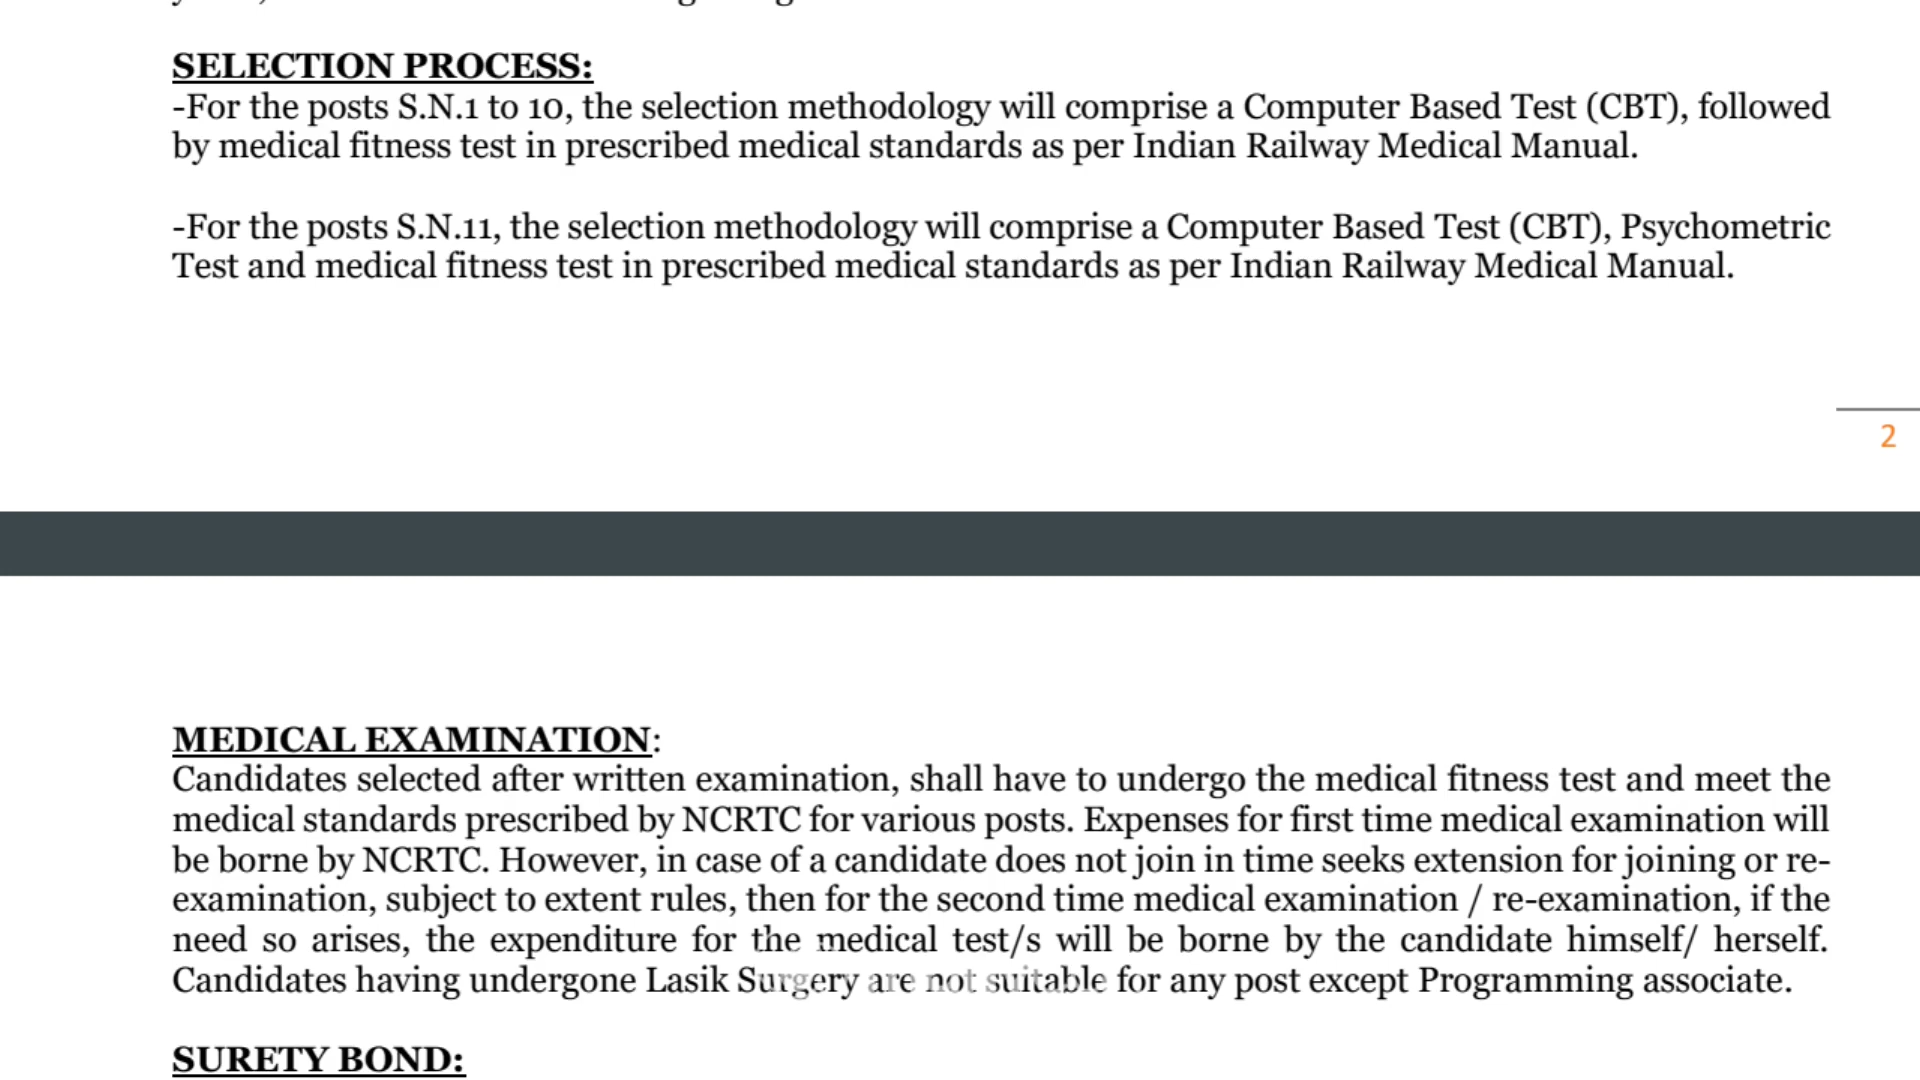 SELECTION PROCESS:
-For the posts S.N.1 to 10, the selection methodology will comprise a Computer Based Test (CBT), followed
by medical fitness test in prescribed medical standards as per Indian Railway Medical Manual.
-For the posts S.N.11, the selection methodology will comprise a Computer Based Test (CBT), Psychometric
Test and medical fitness test in prescribed medical standards as per Indian Railway Medical Manual.
2
MEDICAL EXAMINATION:
Candidates selected after written examination, shall have to undergo the medical fitness test and meet the
medical standards prescribed by NCRTC for various posts. Expenses for first time medical examination will
be borne by NCRTC. However, in case of a candidate does not join in time seeks extension for joining or re-
examination, subject to extent rules, then for the second time medical examination / re-examination, if the
need so arises, the expenditure for the medical test/s will be borne by the candidate himself/ herself.
Candidates having undergone Lasik Surgery are not suitable for any post except Programming associate.
SURETY BOND: